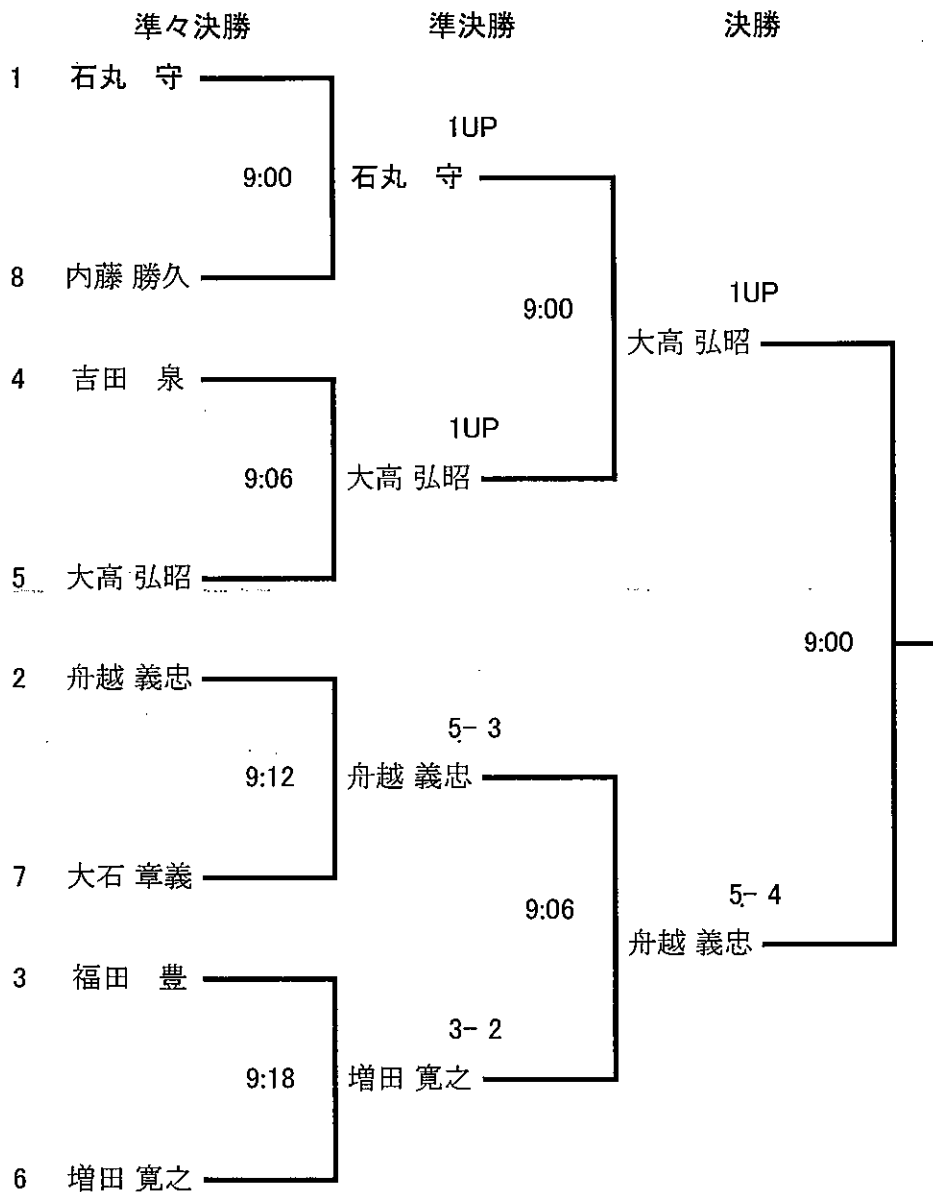 準々決勝 準決勝 決勝
1 石丸 守
1UP
9:00 石丸 守
8 内藤 勝久
1UP
9:00
大高 弘昭
4 吉田 泉
1UP
9:06 大高 弘昭
5 大高 弘昭
9:00
2 舟越 義忠
5- 3
9:12 舟越 義忠
7 大石 章義
5- 4
9:06
舟越 義忠
3 福田 豊
3- 2
9:18 増田 寛之
6 増田 寛之